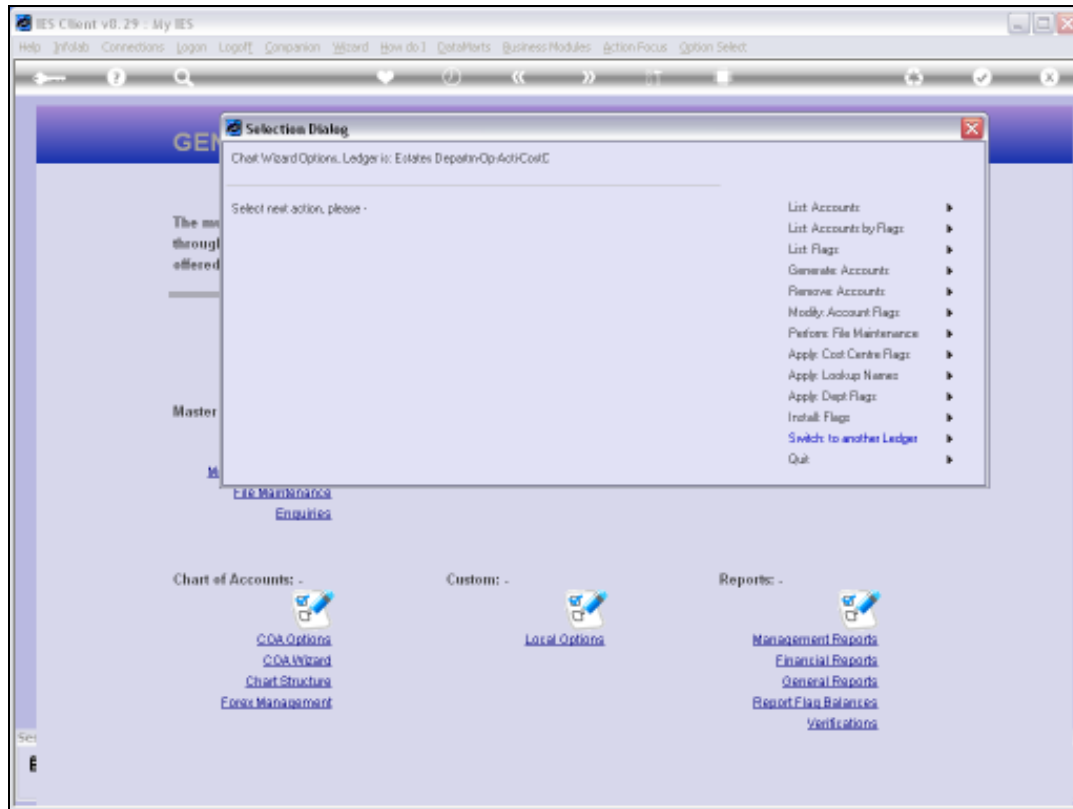 IES Client v0.29 : My IES
Help Infolab Connections Logon Logoff Companion Wizard How do I DataMarts Business Modules Action Focus Option Select
GEN
Selection Dialog
Chart Wizard Options. Ledger is: Estates Departm-Op-Acti-CostC
Select next action, please -
List: Accounts
List: Accounts by Flags
List: Flags
Generate: Accounts
Remove: Accounts
Modify: Account Flags
Perform: File Maintenance
Apply: Cost Centre Flags
Apply: Lookup Names
Apply: Dept Flags
Install: Flags
Switch: to another Ledger
Quit
The
through
offered
Master
M
File Maintenance
Enquiries
Chart of Accounts: -
COA Options
COA Wizard
Chart Structure
Forex Management
Custom: -
Local Options
Reports: -
Management Reports
Financial Reports
General Reports
Report Flag Balances
Verifications